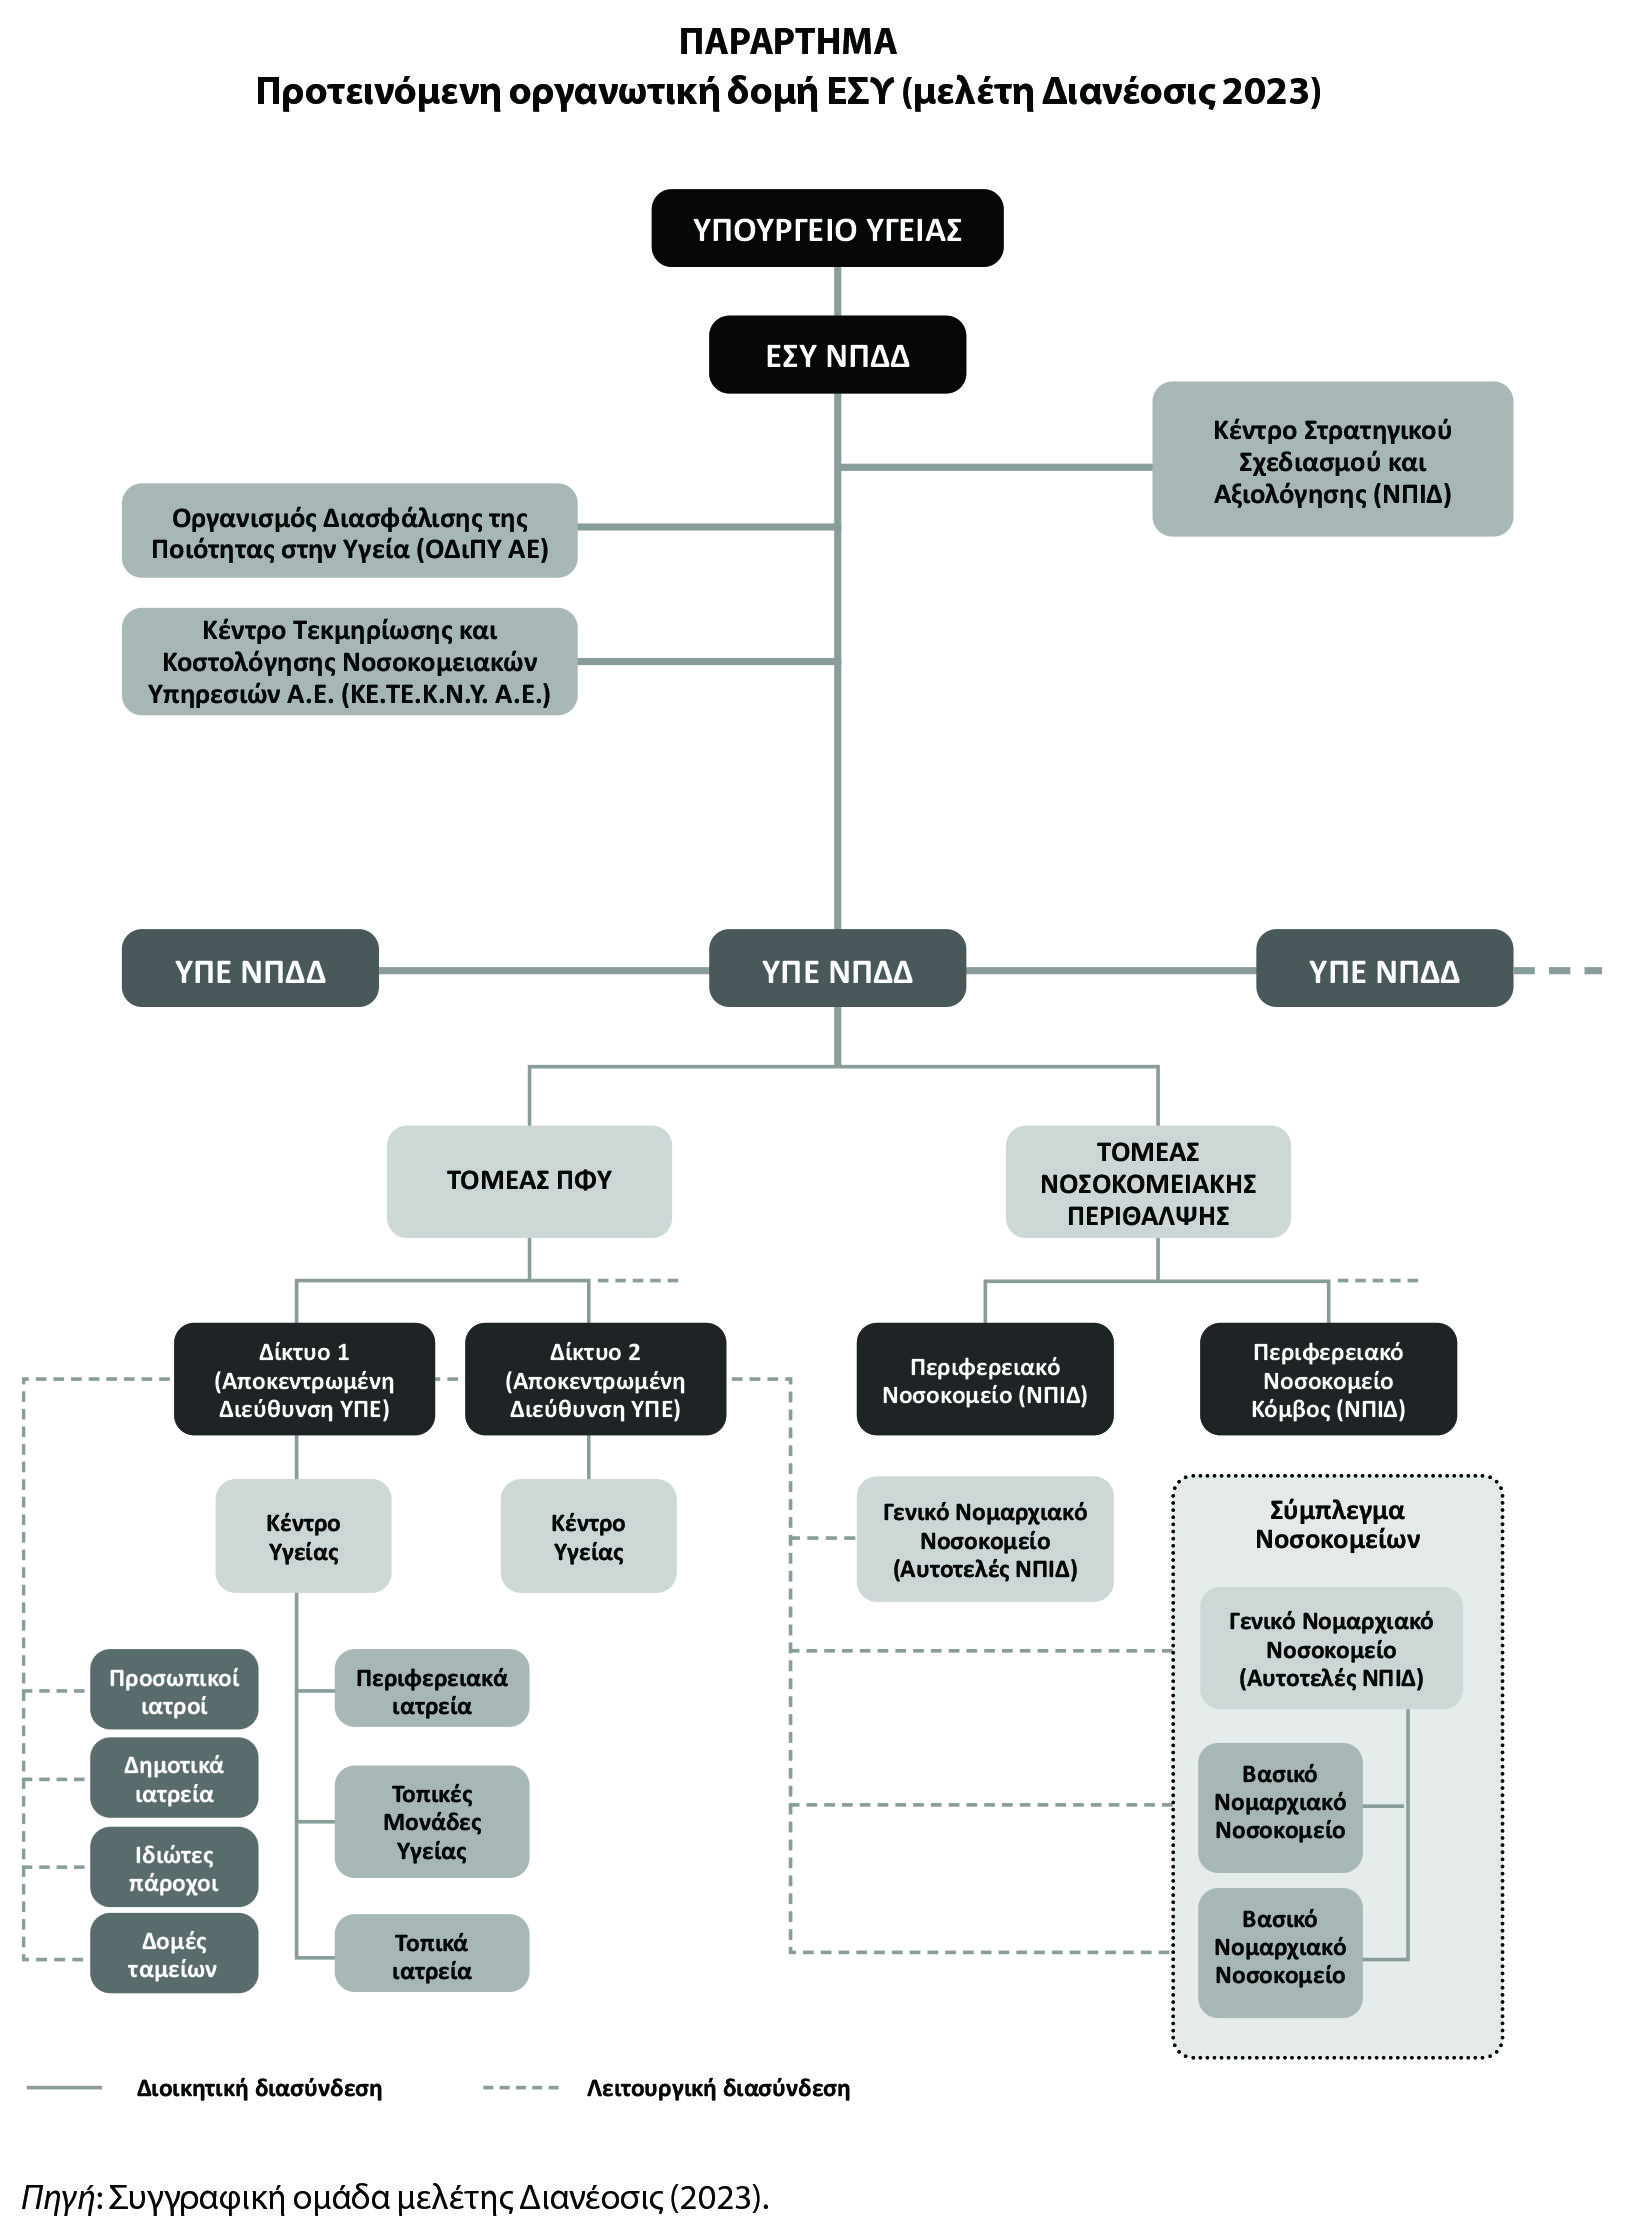 ΠΑΡΑΡΤΗΜΑ
Προτεινόμενη οργανωτική δομή ΕΣΥ (μελέτη Διανέοσις 2023)
ΥΠΟΥΡΓΕΙΟ ΥΓΕΙΑΣ
ΕΣΥ ΝΠΔΔ
Κέντρο Στρατηγικού
Σχεδιασμού και
Αξιολόγησης (ΝΠΙΔ)
Οργανισμός Διασφάλισης της
Ποιότητας στην Υγεία (ΟΔιΠΥ ΑΕ)
Κέντρο Τεκμηρίωσης και
Κοστολόγησης Νοσοκομειακών
Υπηρεσιών Α.Ε. (ΚΕ.ΤΕ.Κ.Ν.Υ. Α.Ε.)
ΥΠΕ ΝΠΔΔ
ΥΠΕ ΝΠΔΔ
ΥΠΕ ΝΠΔΔ
ΤΟΜΕΑΣ ΠΦΥ
ΤΟΜΕΑΣ
ΝΟΣΟΚΟΜΕΙΑΚΗΣ
ΠΕΡΙΘΑΛΨΗΣ
Δίκτυο 1
(Αποκεντρωμένη
Διεύθυνση ΥΠΕ)
Δίκτυο 2
(Αποκεντρωμένη
Διεύθυνση ΥΠΕ)
Περιφερειακό
Νοσοκομείο (ΝΠΙΔ)
Περιφερειακό
Νοσοκομείο
Κόμβος (ΝΠΙΔ)
Κέντρο
Υγείας
Κέντρο
Υγείας
Γενικό Νομαρχιακό
Νοσοκομείο
(Αυτοτελές ΝΠΙΔ)
Σύμπλεγμα
Νοσοκομείων
Γενικό Νομαρχιακό
Νοσοκομείο
(Αυτοτελές ΝΠΙΔ)
Προσωπικοί
ιατροί
Περιφερειακά
ιατρεία
Δημοτικά
ιατρεία
Τοπικές
Μονάδες
Υγείας
Βασικό
Νομαρχιακό
Νοσοκομείο
Ιδιώτες
πάροχοι
Δομές
ταμείων
Τοπικά
ιατρεία
Βασικό
Νομαρχιακό
Νοσοκομείο
Διοικητική διασύνδεση
Λειτουργική διασύνδεση
Πηγή: Συγγραφική ομάδα μελέτης Διανέοσις (2023).